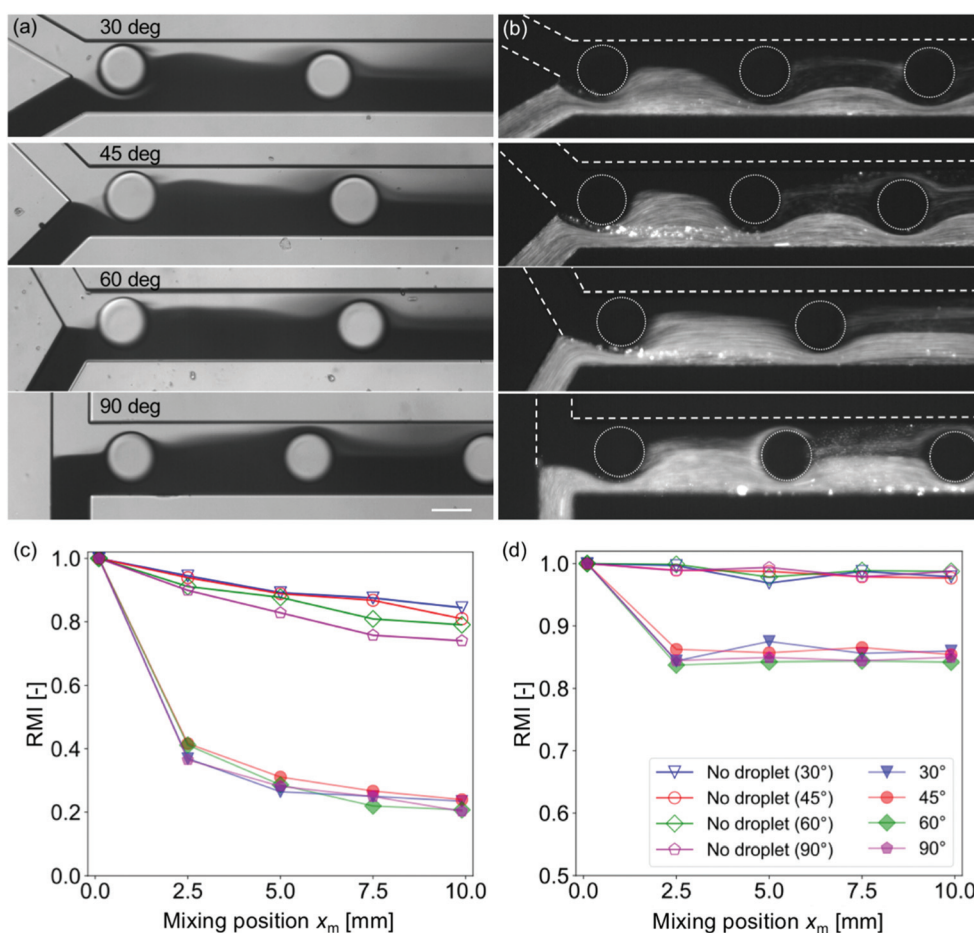 (a)
30 deg
45 deg
60 deg
90 deg
(b)
(c)
1.0
0.8
0.6
0.4
0.2
0.0
RMI [-]
0.0 2.5 5.0 7.5 10.0
Mixing position xm [mm]
(d)
1.0
0.9
0.8
0.7
0.6
0.5
RMI [-]
No droplet (30°) 30°
No droplet (45°) 45°
No droplet (60°) 60°
No droplet (90°) 90°
0.0 2.5 5.0 7.5 10.0
Mixing position xm [mm]